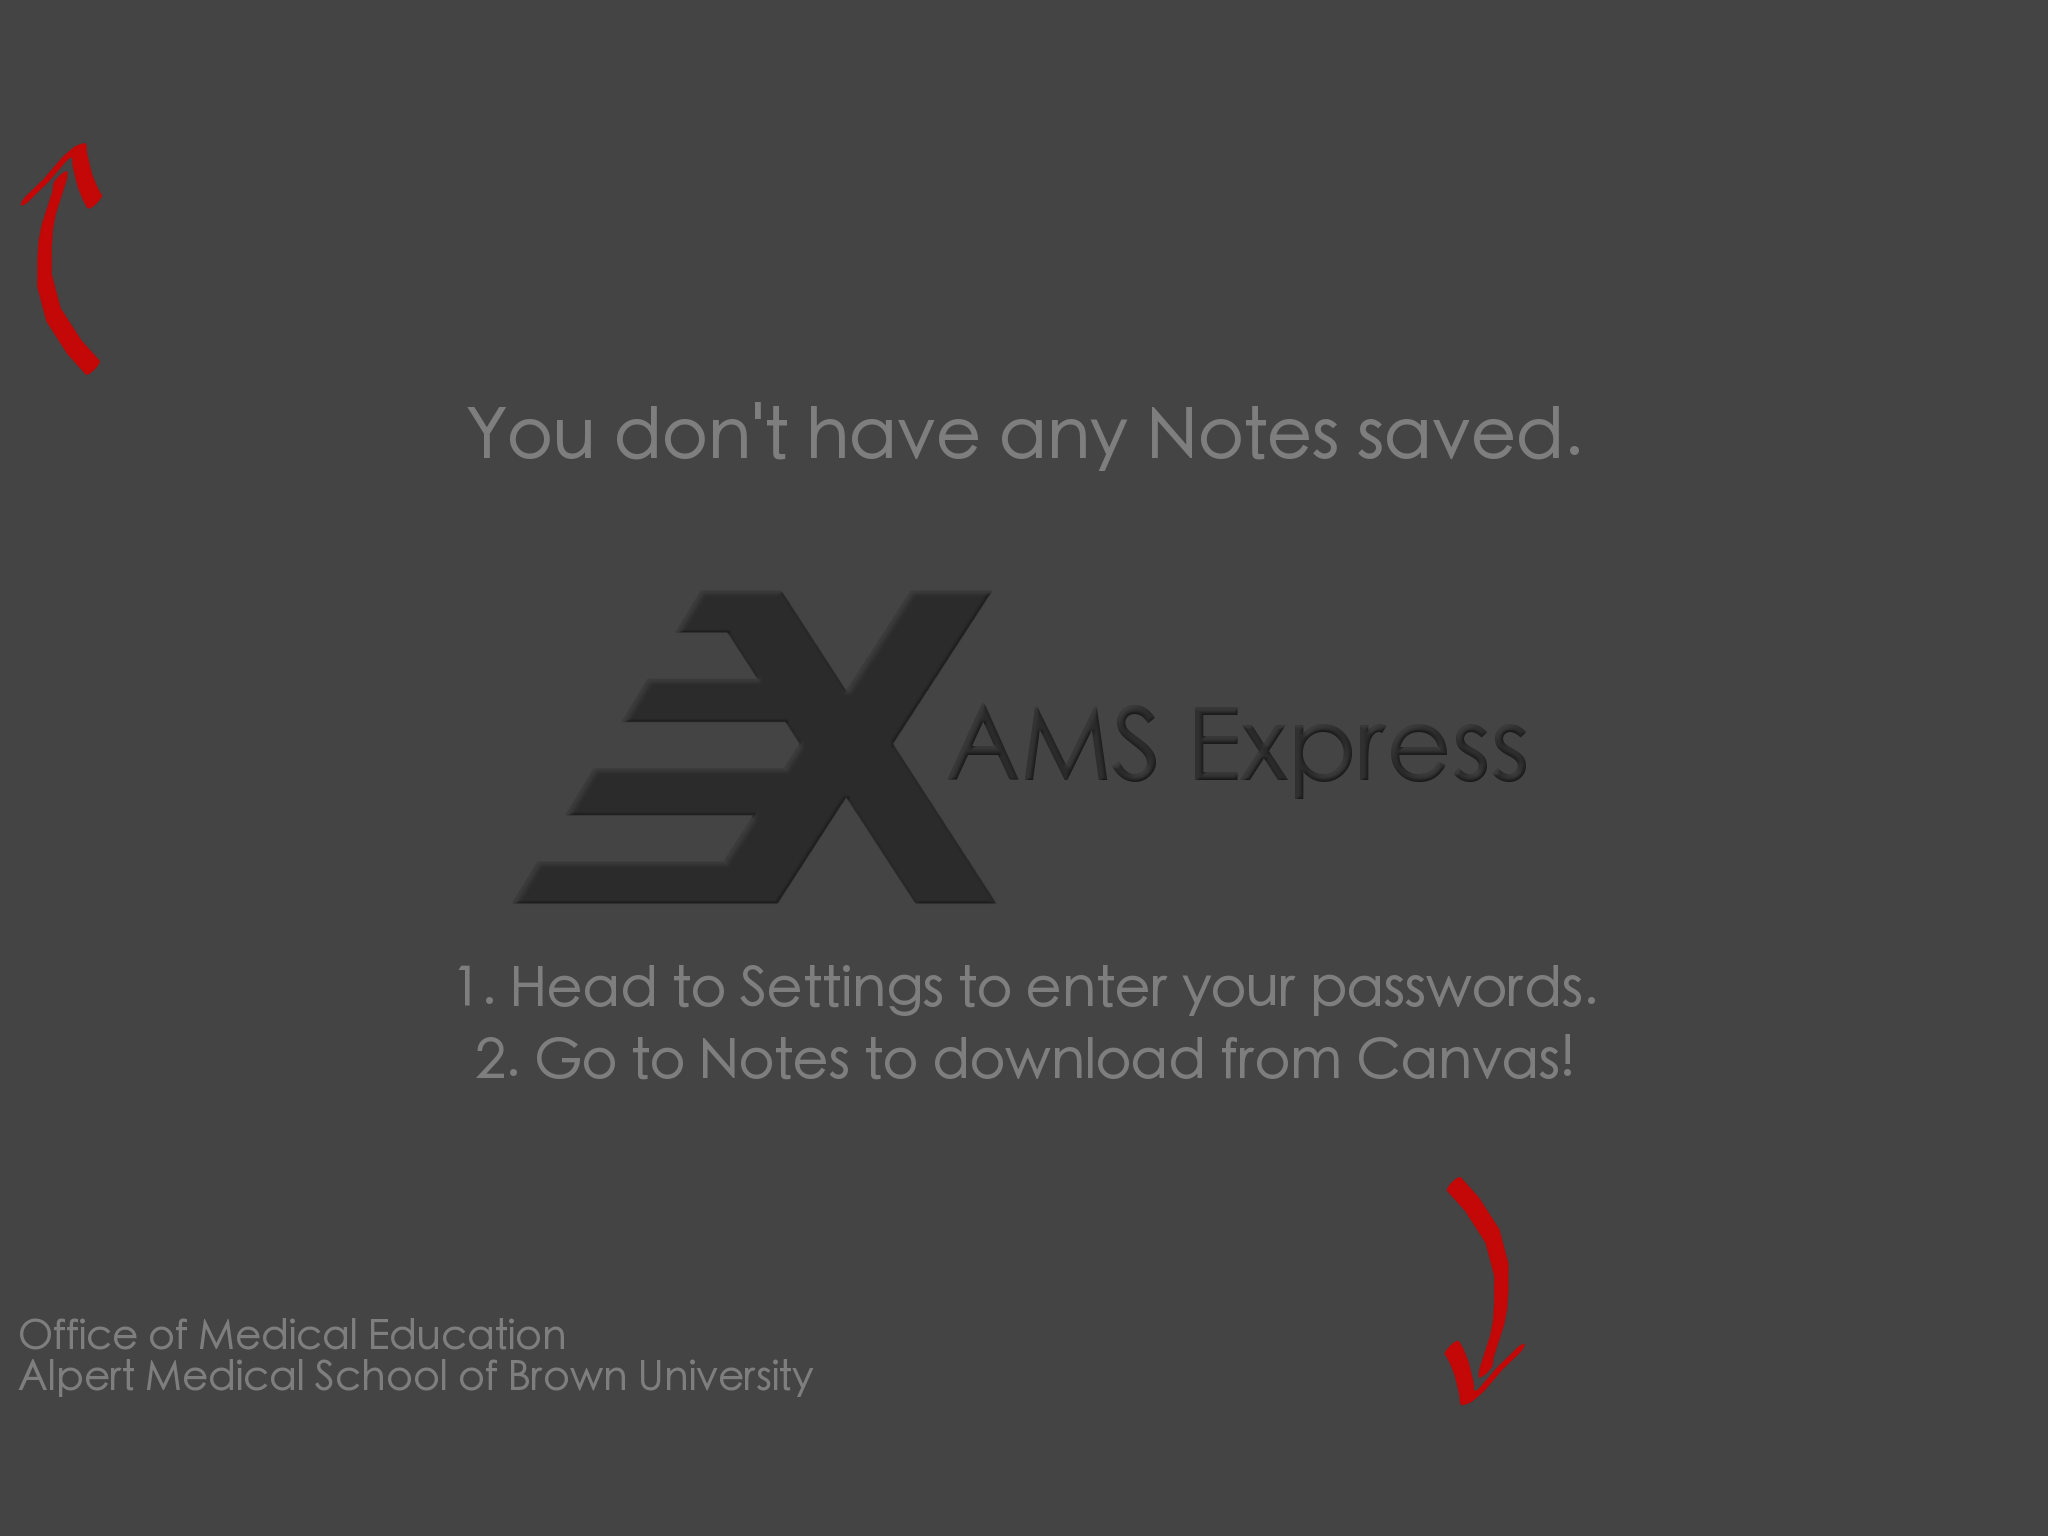 You don't have any Notes saved.
AMS Express
1. Head to Settings to enter your passwords.
2. Go to Notes to download from Canvas!
Office of Medical Education
Alpert Medical School of Brown University